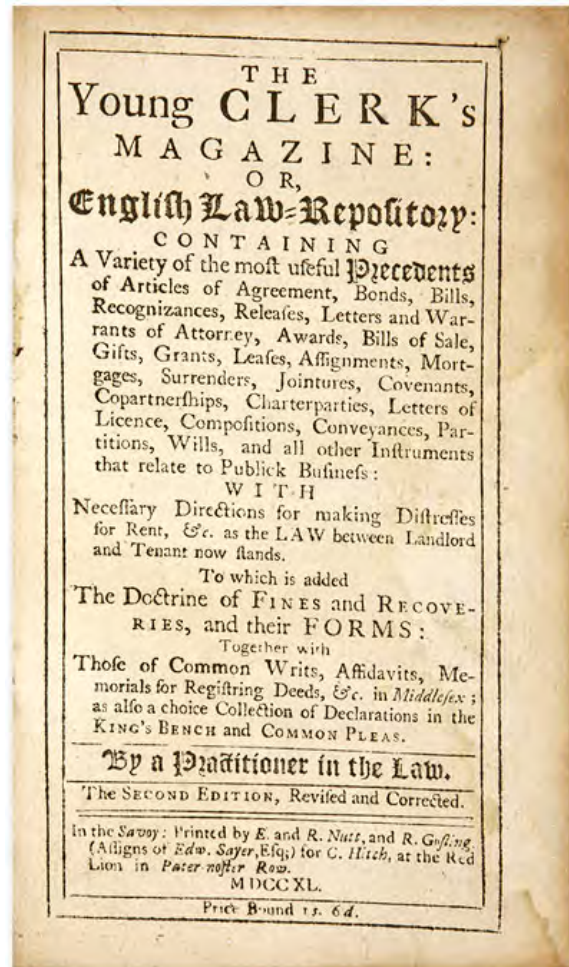 THE
Young CLERK's
MAGAZINE:
OR,
Engliſh Law=Repoſitory:
CONTAINING
A Variety of the moſt uſeful Precedents
of Articles of Agreement, Bonds, Bills,
Recognizances, Releaſes, Letters and War-
rants of Attorney, Awards, Bills of Sale,
Gifts, Grants, Leaſes, Aſſignments, Mort-
gages, Surrenders, Jointures, Covenants,
Copartnerſhips, Charterparties, Letters of
Licence, Compoſitions, Conveyances, Par-
titions, Wills, and all other Inſtruments
that relate to Publick Buſineſs:
WITH
Neceſſary Directions for making Diſtreſſes
for Rent, &c. as the LAW between Landlord
and Tenant now ſtands.
To which is added
The Doctrine of FINES and RECOVE-
RIES, and their FORMS:
Together with
Thoſe of Common Writs, Affidavits, Me-
morials for Regiſtring Deeds, &c. in Middleſex;
as alſo a choice Collection of Declarations in the
KING's BENCH and COMMON PLEAS.
By a Practitioner in the Law.
The SECOND EDITION, Reviſed and Corrected.
In the Savoy: Printed by E. and R. Nutt, and R. Goſling,
(Aſſigns of Edw. Sayer, Eſq;) for C. Hitch, at the Red
Lion in Pater-noſter Row.
MDCCXL.
Price Bound 1s. 6d.